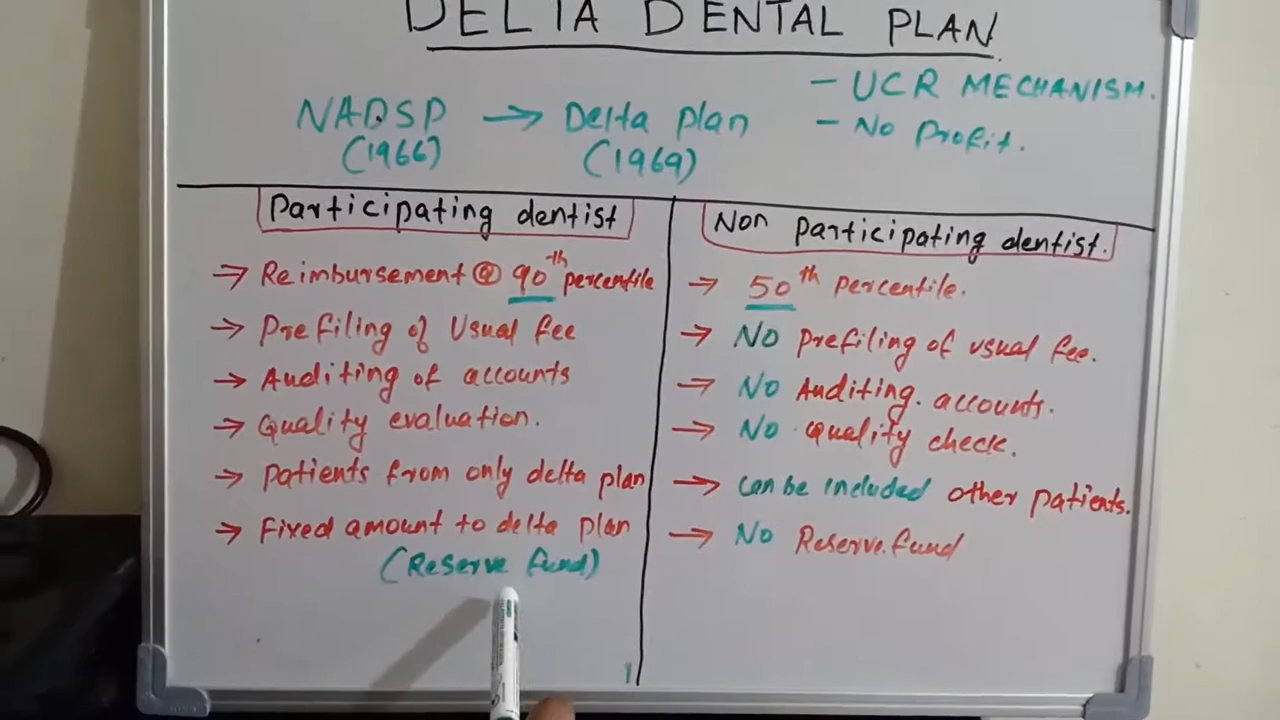 DELTA DENTAL PLAN
NADSP → Delta plan
(1966) (1969)
- UCR MECHANISM.
- No Profit.
Participating dentist
→ Reimbursement @ 90th percentile
→ Prefiling of Usual fee
→ Auditing of accounts
→ Quality evaluation.
→ Patients from only delta plan
→ Fixed amount to delta plan
(Reserve fund)
Non participating dentist.
→ 50th percentile.
→ No prefiling of usual fee.
→ No Auditing. accounts.
→ No quality check.
→ can be included other patients.
→ No Reserve fund